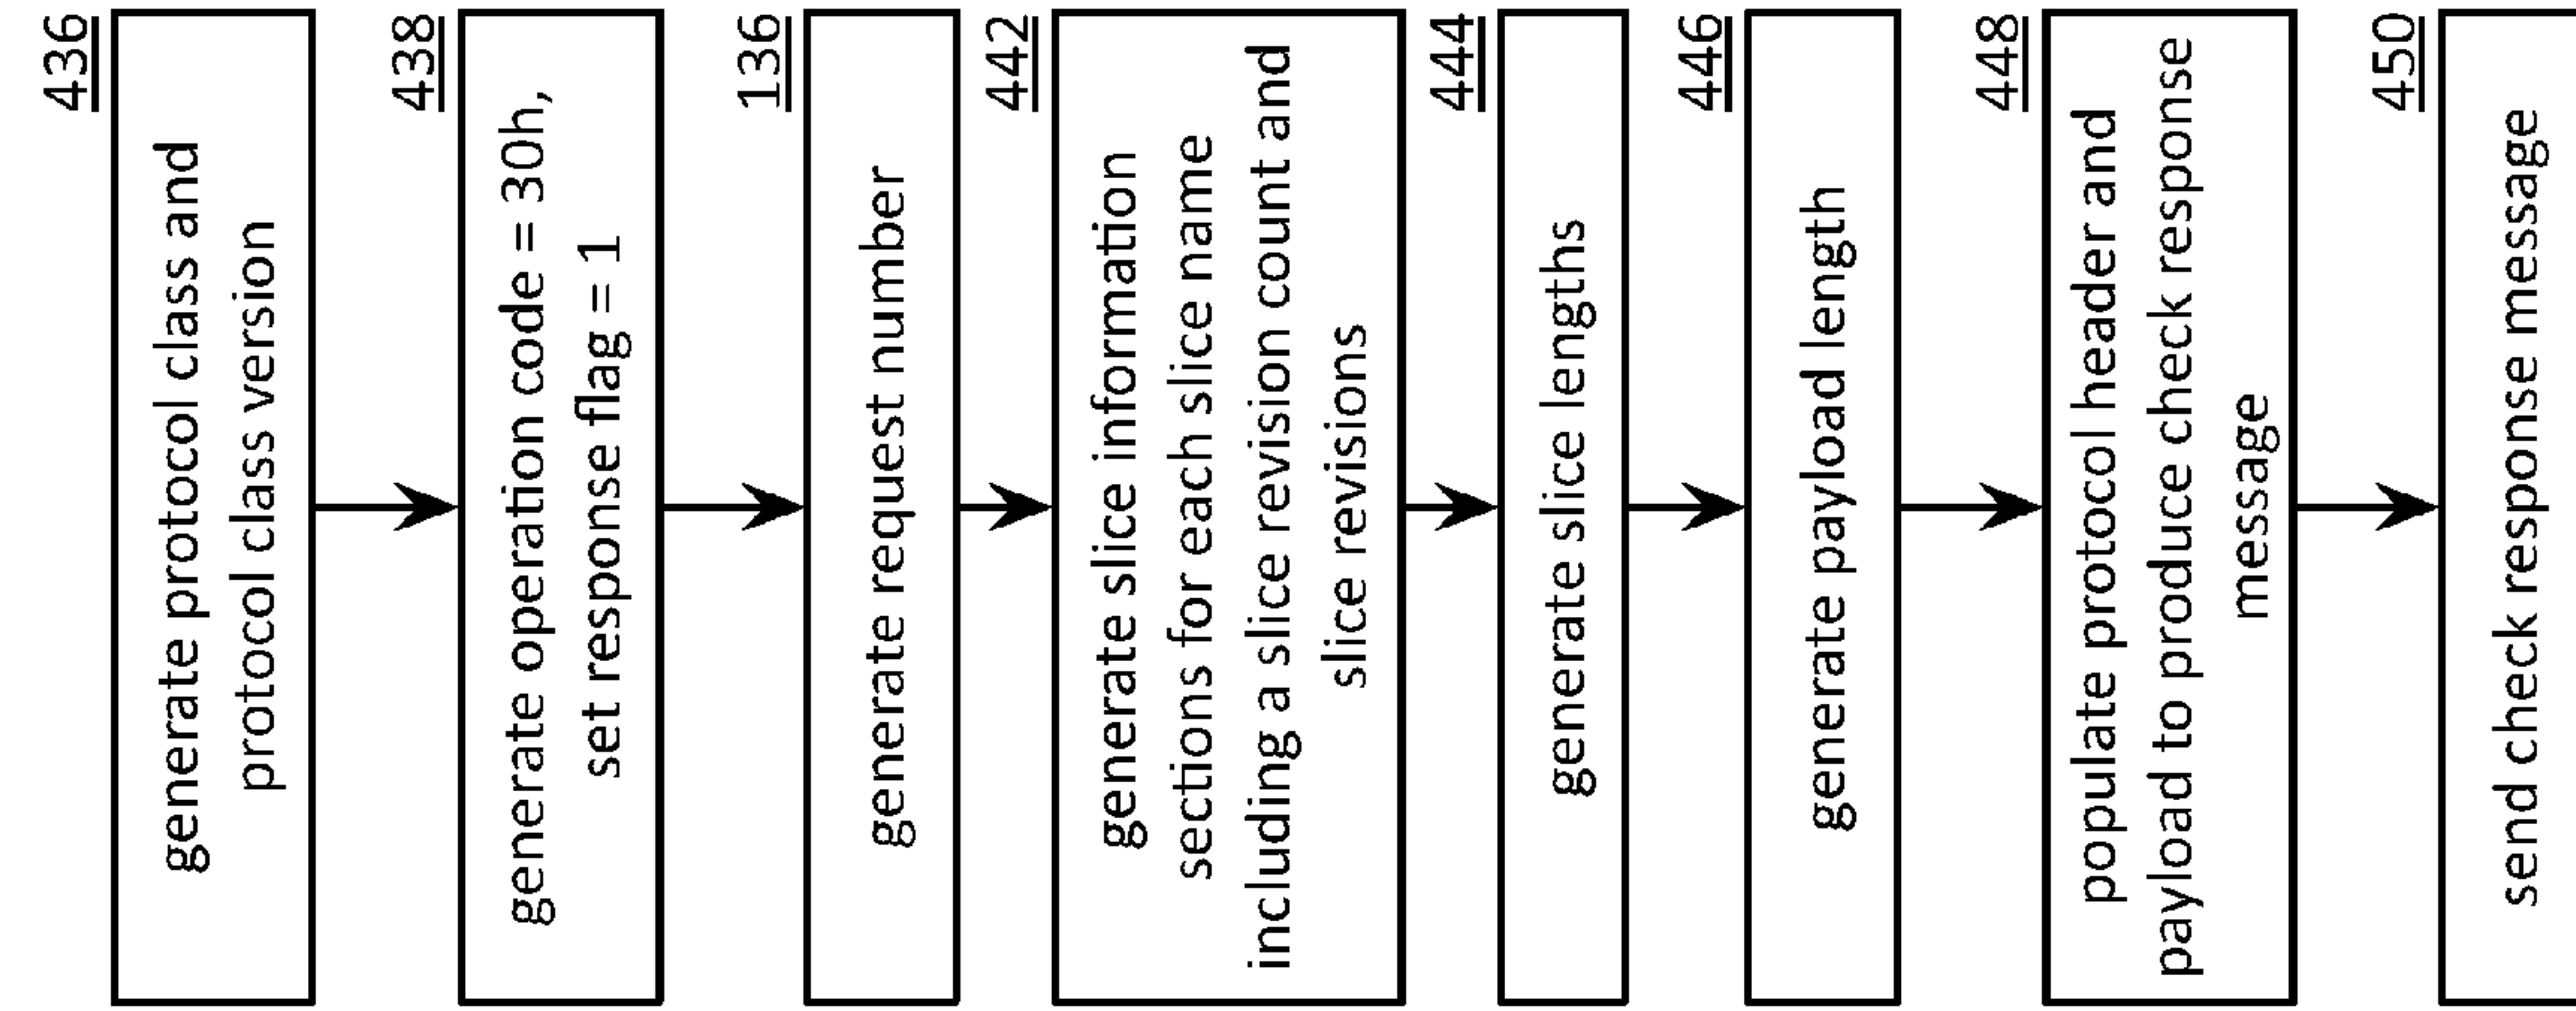 436
generate protocol class and
protocol class version
438
generate operation code = 30h,
set response flag = 1
136
generate request number
442
generate slice information
sections for each slice name
including a slice revision count and
slice revisions
444
generate slice lengths
446
generate payload length
448
populate protocol header and
payload to produce check response
message
450
send check response message